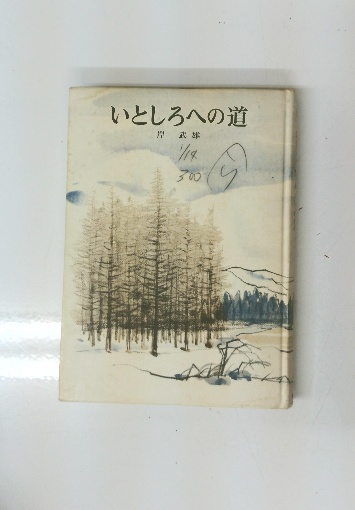 いとしろへの道
岸 武雄
1/19
300